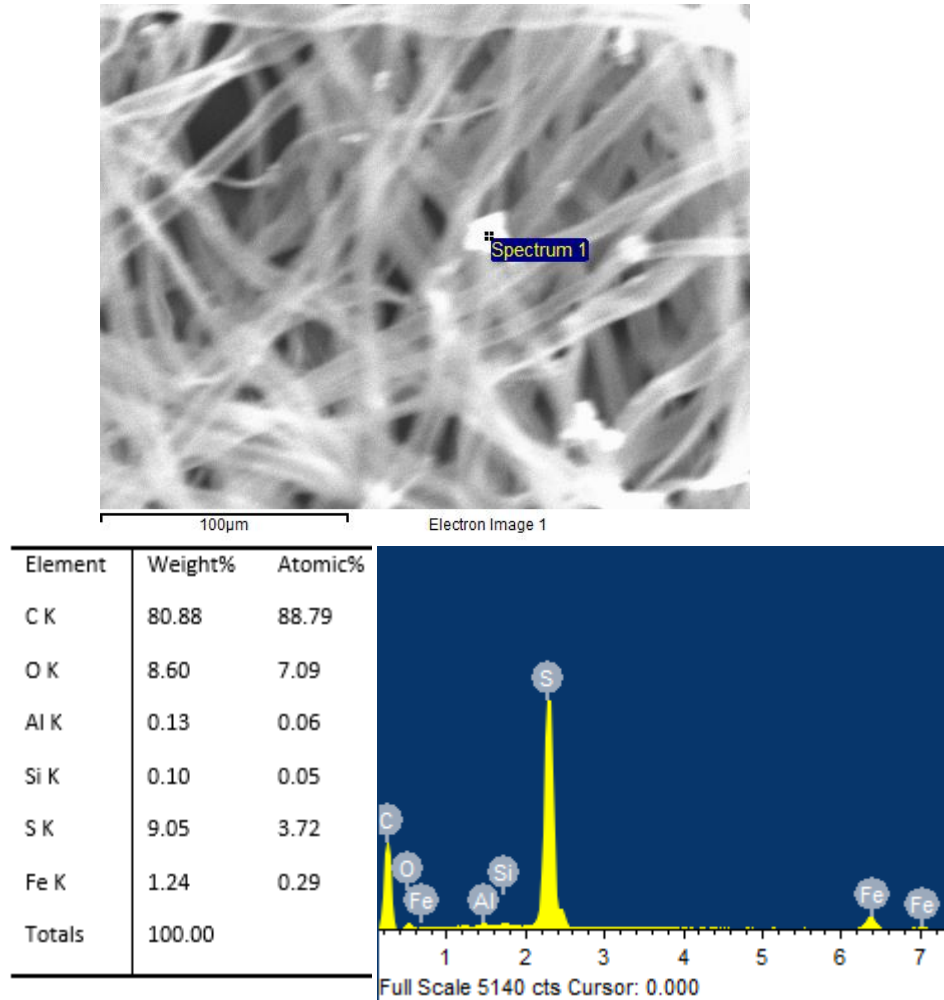 Spectrum 1
100µm Electron Image 1
Element Weight% Atomic%
C K 80.88 88.79
O K 8.60 7.09
Al K 0.13 0.06
Si K 0.10 0.05
S K 9.05 3.72
Fe K 1.24 0.29
Totals 100.00
S
C
O
Fe
Al
Si
Fe
Fe
1 2 3 4 5 6 7
Full Scale 5140 cts Cursor: 0.000